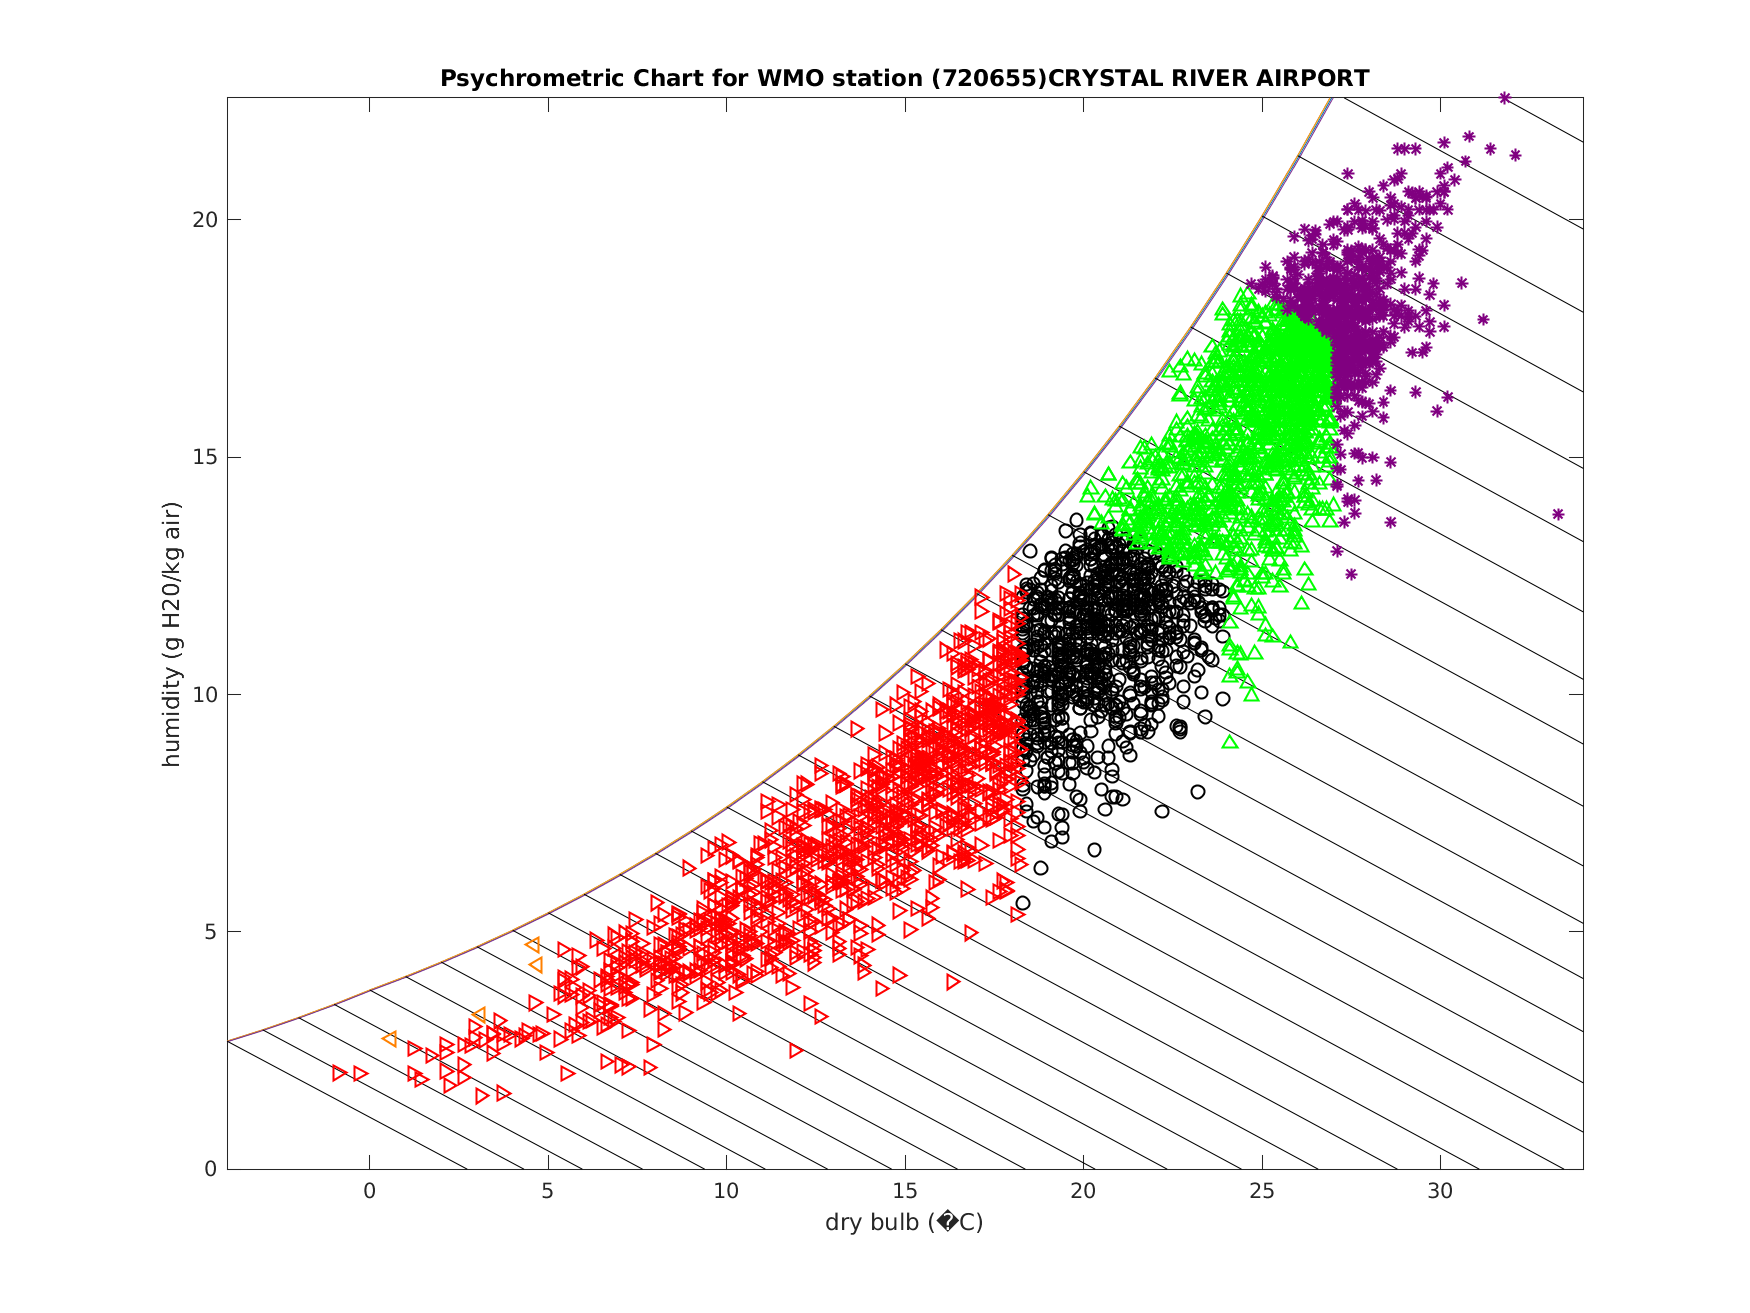 Psychrometric Chart for WMO station (720655)CRYSTAL RIVER AIRPORT
20
15
10
5
0
humidity (g H20/kg air)
0 5 10 15 20 25 30
dry bulb (�C)